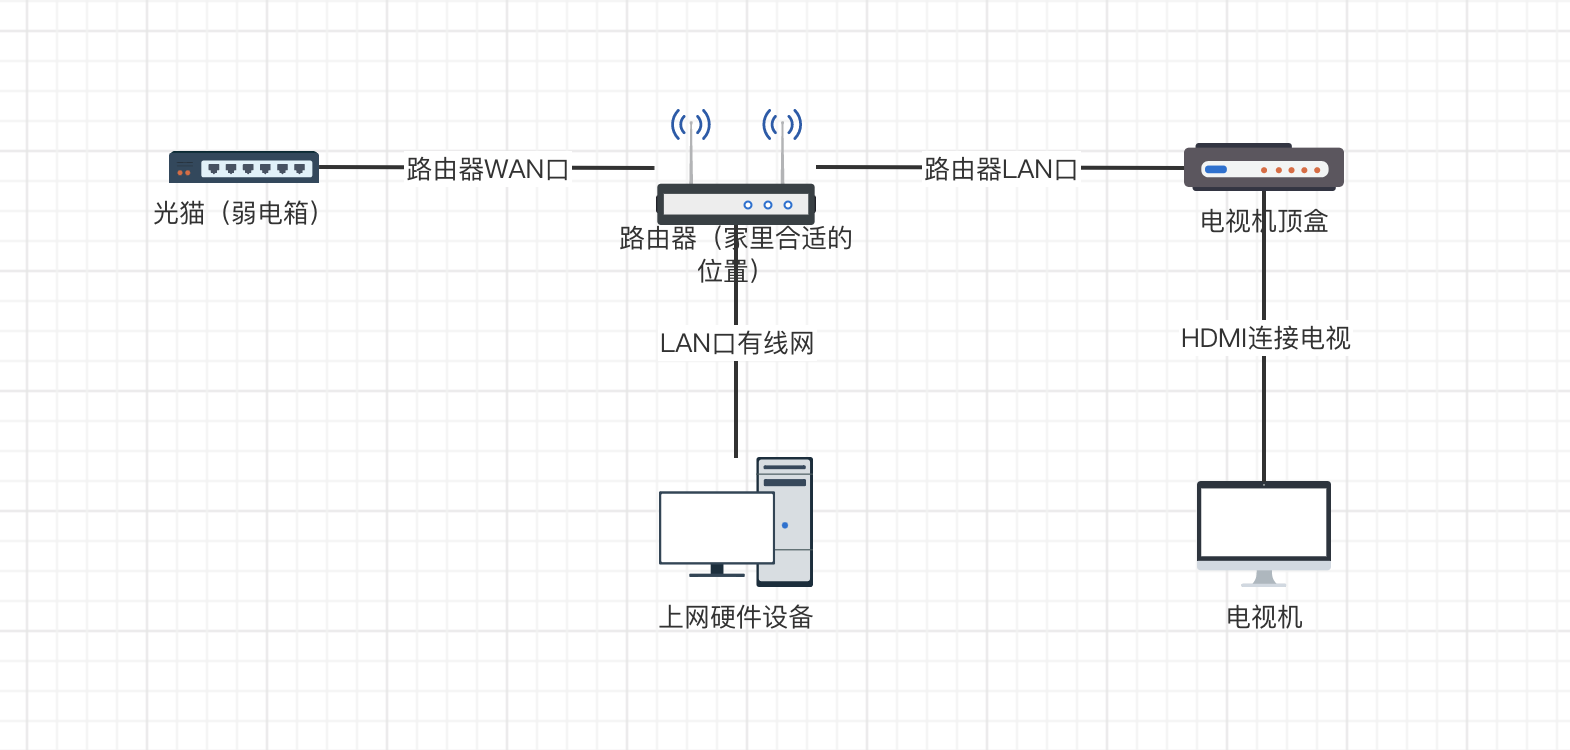 路由器WAN口
路由器LAN口
光猫（弱电箱）
电视机顶盒
路由器（家里合适的
位置）
LAN口有线网
HDMI连接电视
上网硬件设备
电视机